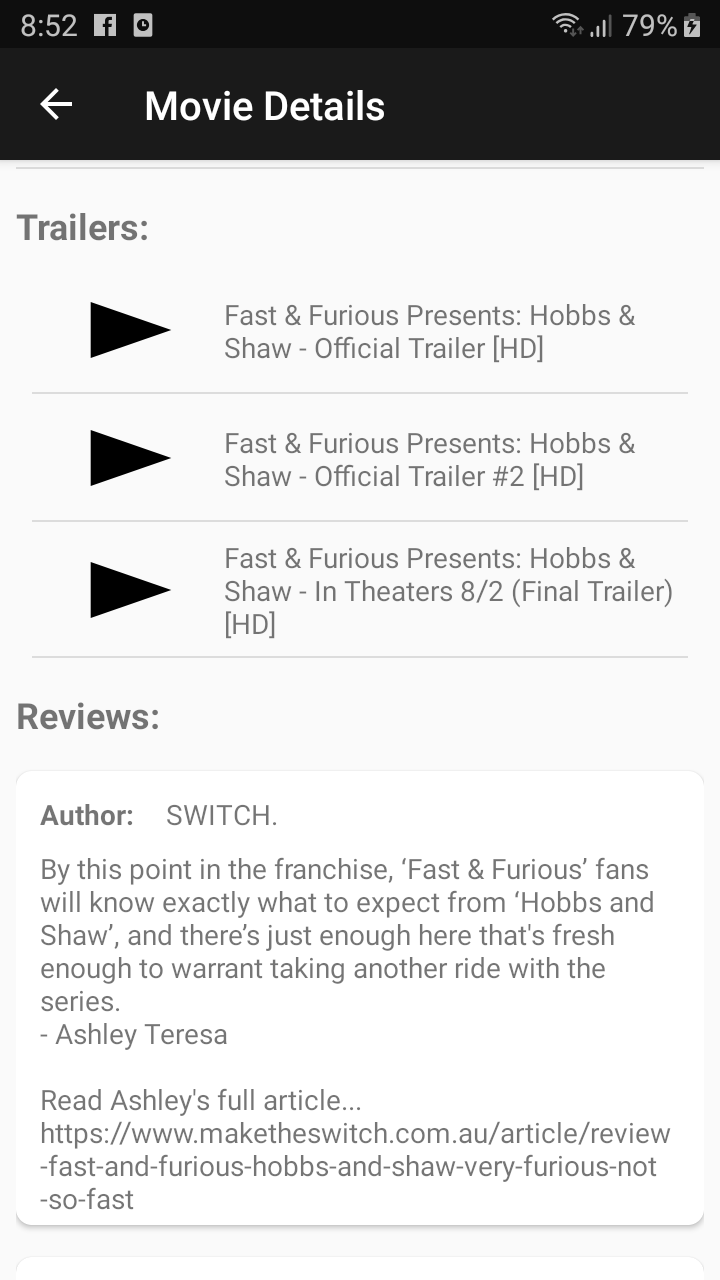 8:52
79%
Movie Details
Trailers:
Fast & Furious Presents: Hobbs &
Shaw - Official Trailer [HD]
Fast & Furious Presents: Hobbs &
Shaw - Official Trailer #2 [HD]
Fast & Furious Presents: Hobbs &
Shaw - In Theaters 8/2 (Final Trailer)
[HD]
Reviews:
Author: SWITCH.
By this point in the franchise, ‘Fast & Furious’ fans
will know exactly what to expect from ‘Hobbs and
Shaw’, and there’s just enough here that's fresh
enough to warrant taking another ride with the
series.
- Ashley Teresa
Read Ashley's full article...
https://www.maketheswitch.com.au/article/review
-fast-and-furious-hobbs-and-shaw-very-furious-not
-so-fast